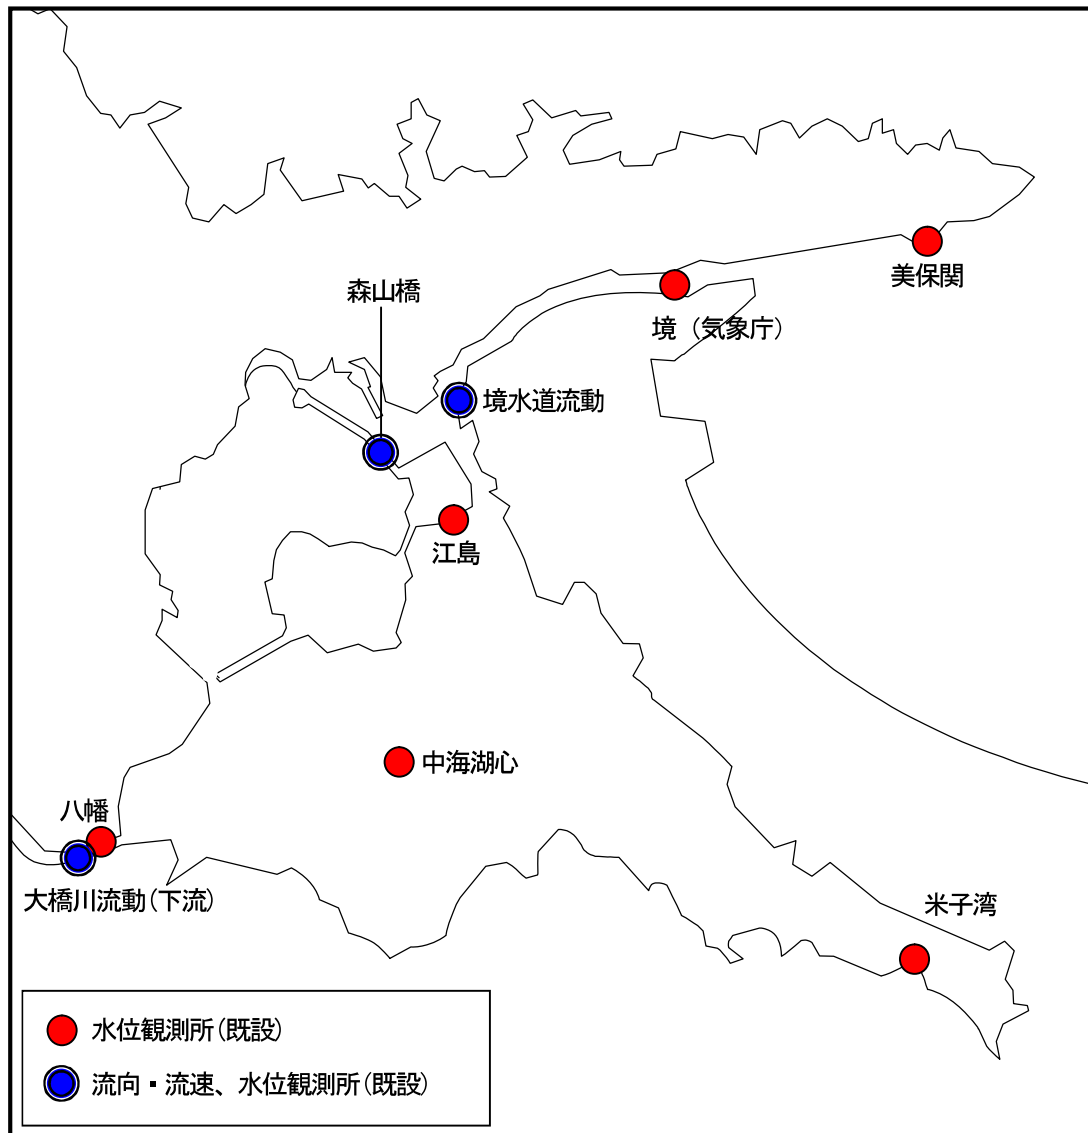 美保関
森山橋
境（気象庁）
境水道流動
江島
中海湖心
八幡
大橋川流動(下流)
米子湾
水位観測所(既設)
流向・流速、水位観測所(既設)